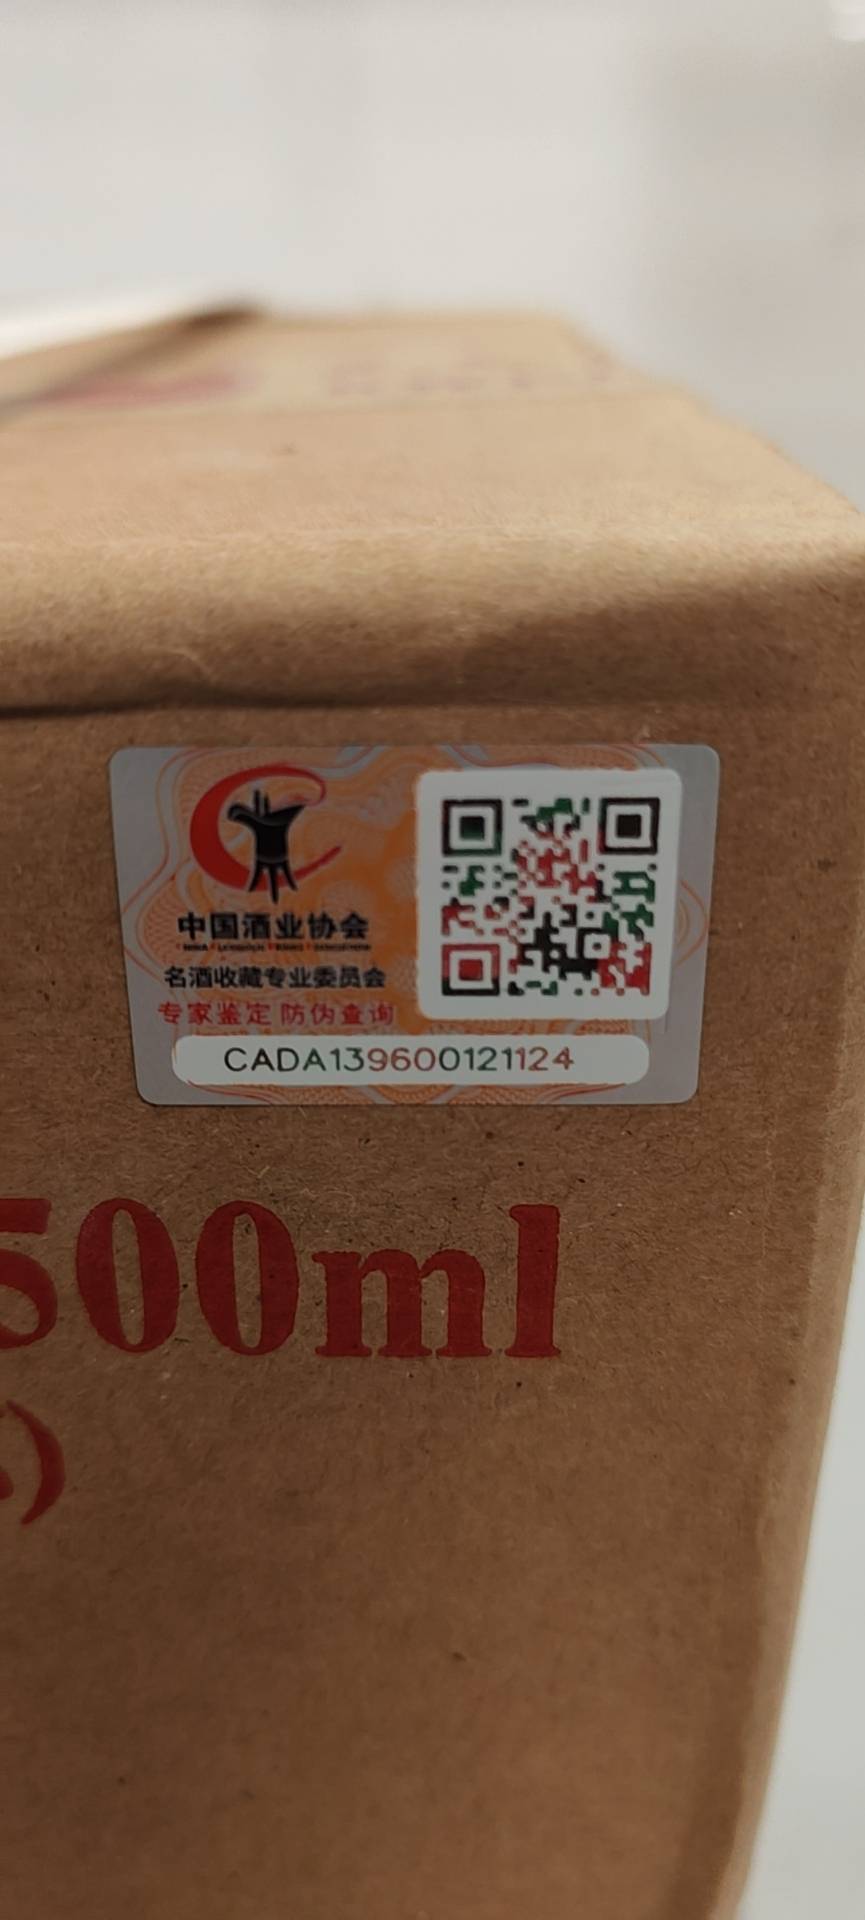 中国酒业协会
名酒收藏专业委员会
专家鉴定 防伪查询
CADA139600121124
500ml
)